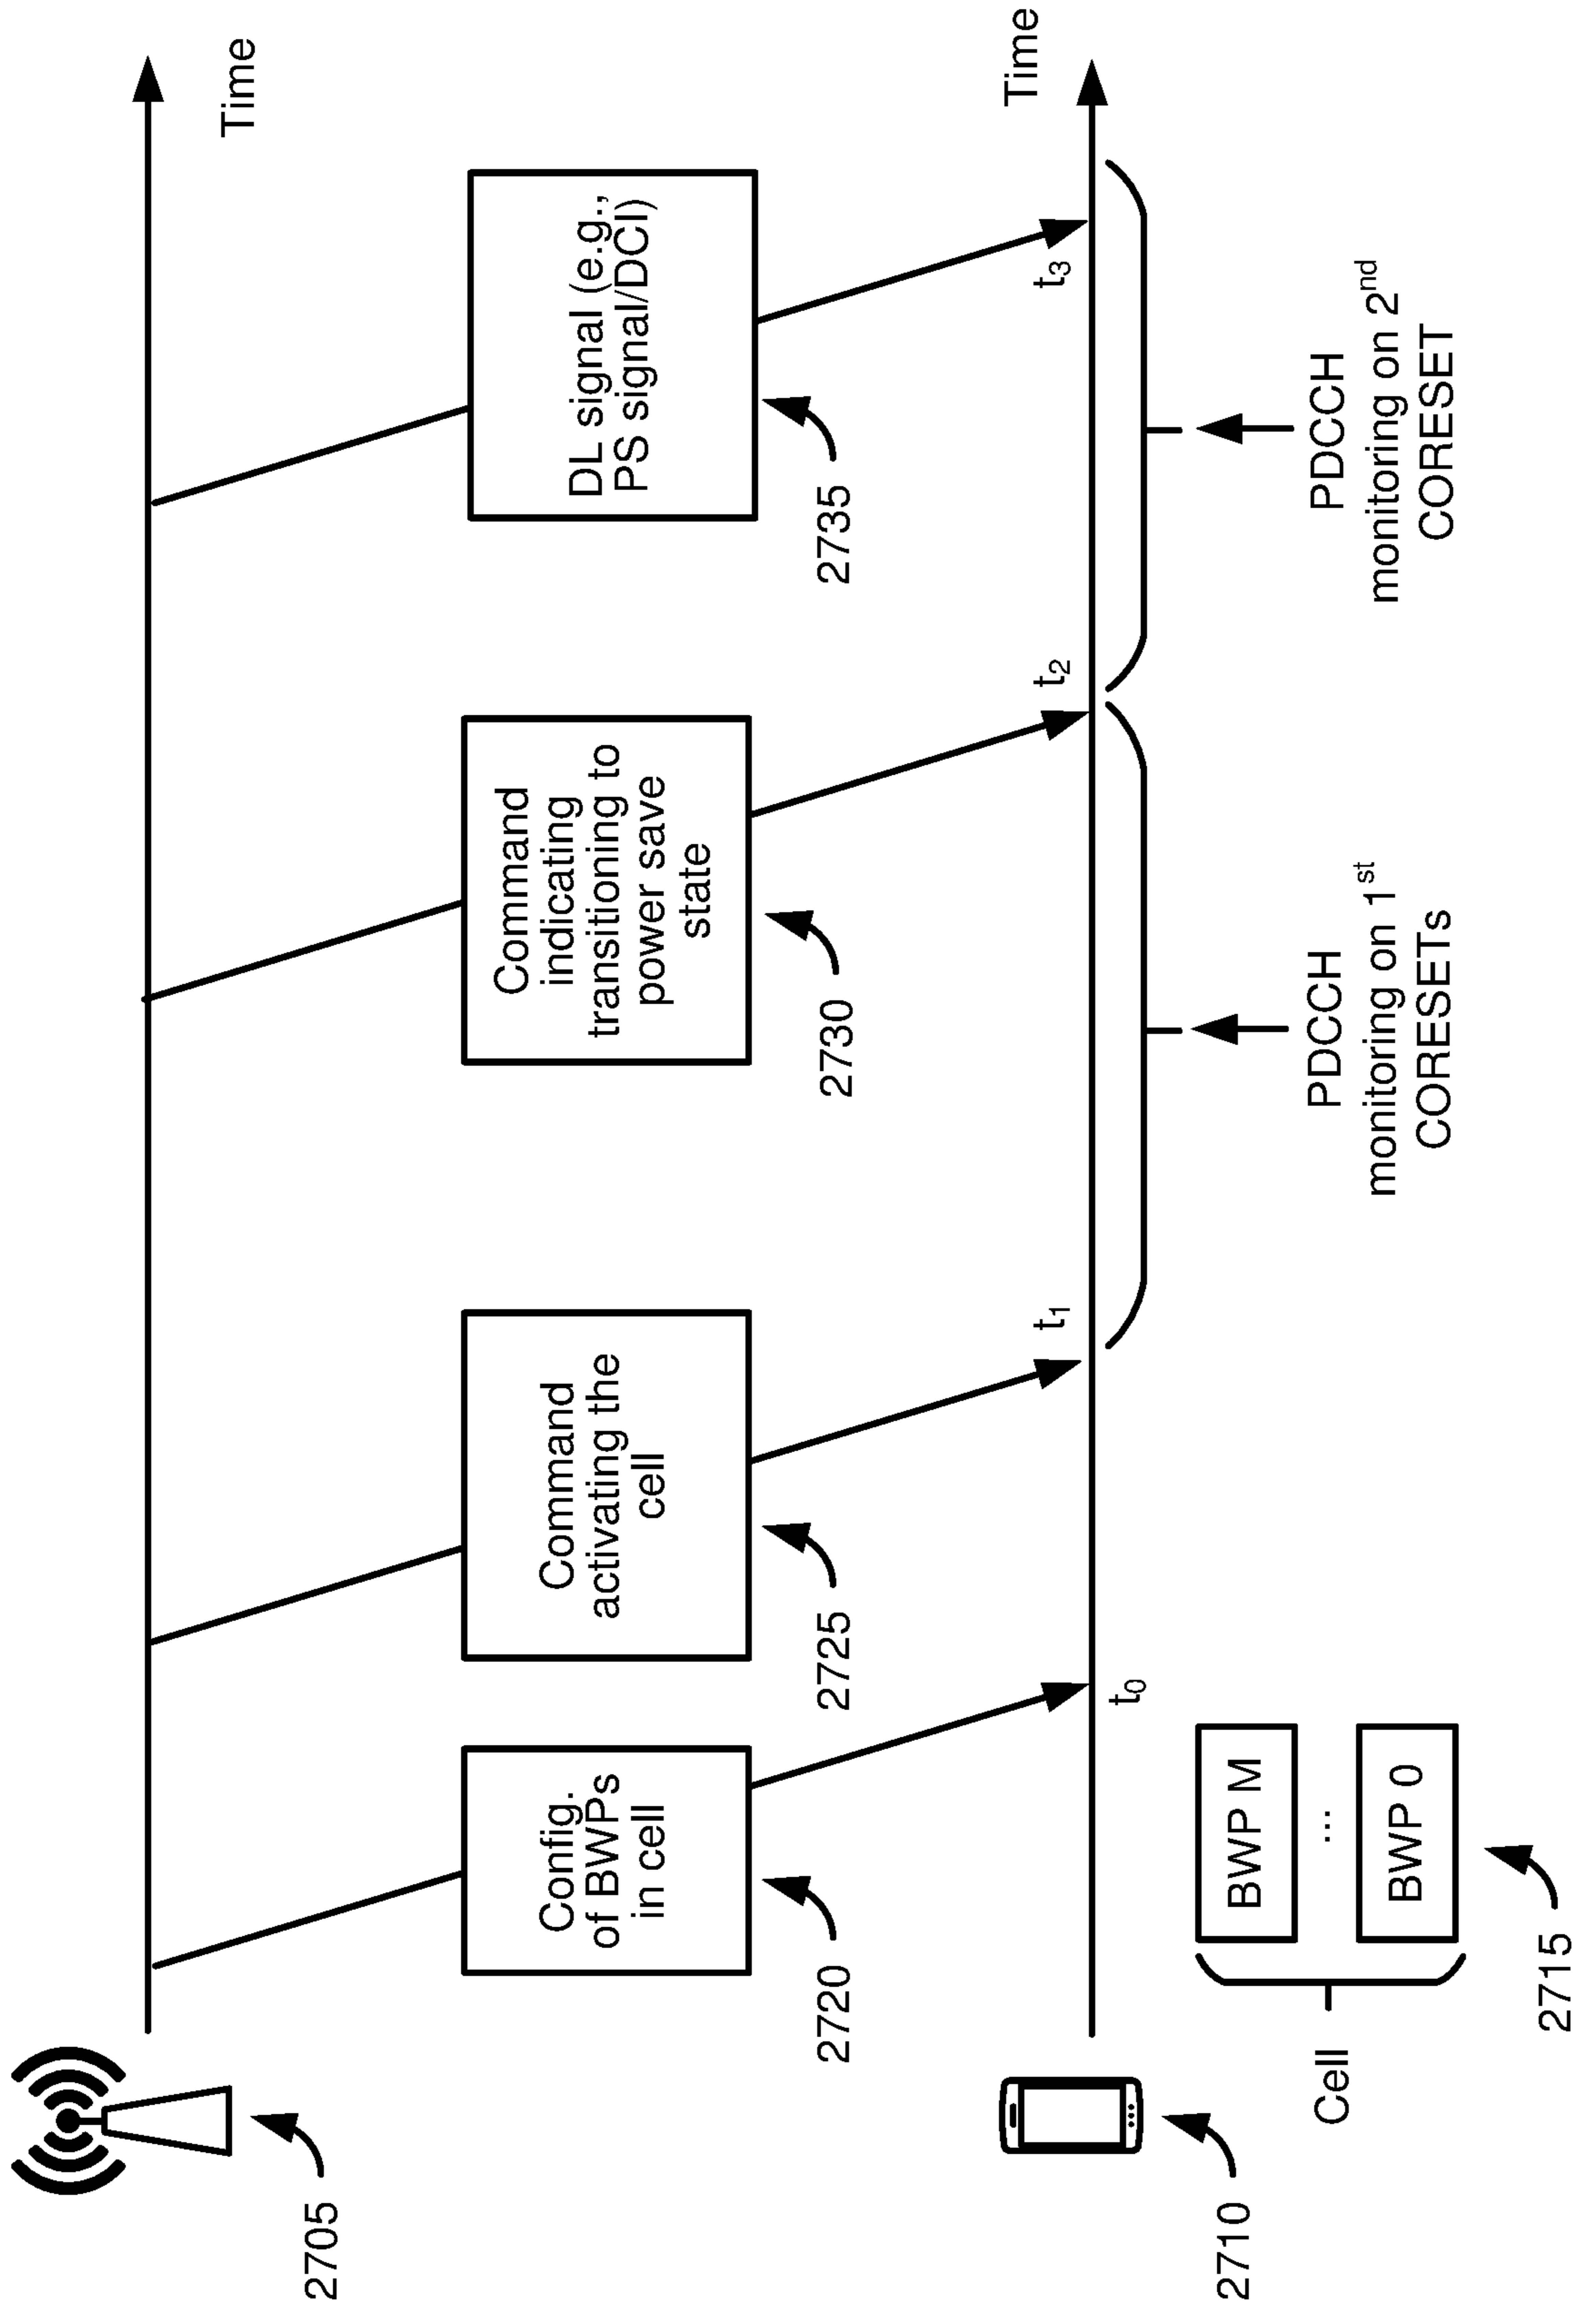 2705
Time
Config.
of BWPs
in cell
2720
Command
activating the
cell
2725
Command
indicating
transitioning to
power save
state
2730
DL signal (e.g.,
PS signal/DCI)
2735
2710
t0
t1
t2
t3
Time
Cell
BWP M
...
BWP 0
2715
PDCCH
monitoring on 1st
CORESETs
PDCCH
monitoring on 2nd
CORESET